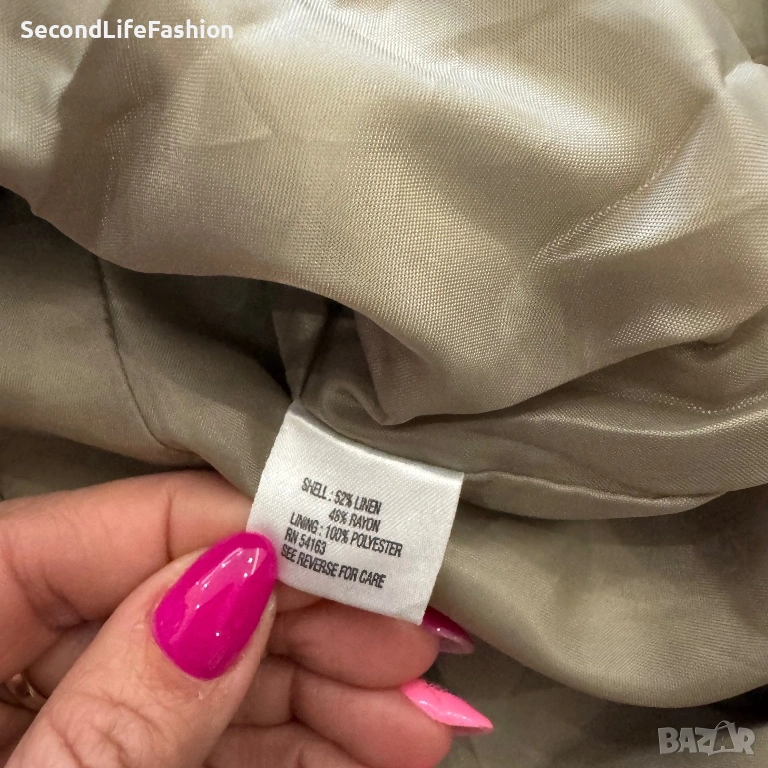 SecondLifeFashion
SHELL : 52% LINEN
48% RAYON
LINING : 100% POLYESTER
RN 54163
SEE REVERSE FOR CARE
BAZAR